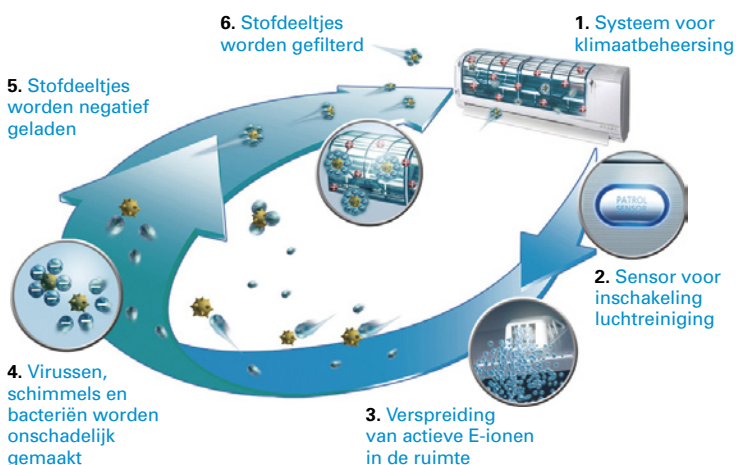 1. Systeem voor
klimaatbeheersing
PATROL
SENSOR
2. Sensor voor
inschakeling
luchtreiniging
3. Verspreiding
van actieve E-ionen
in de ruimte
4. Virussen,
schimmels en
bacteriën worden
onschadelijk
gemaakt
5. Stofdeeltjes
worden negatief
geladen
6. Stofdeeltjes
worden gefilterd